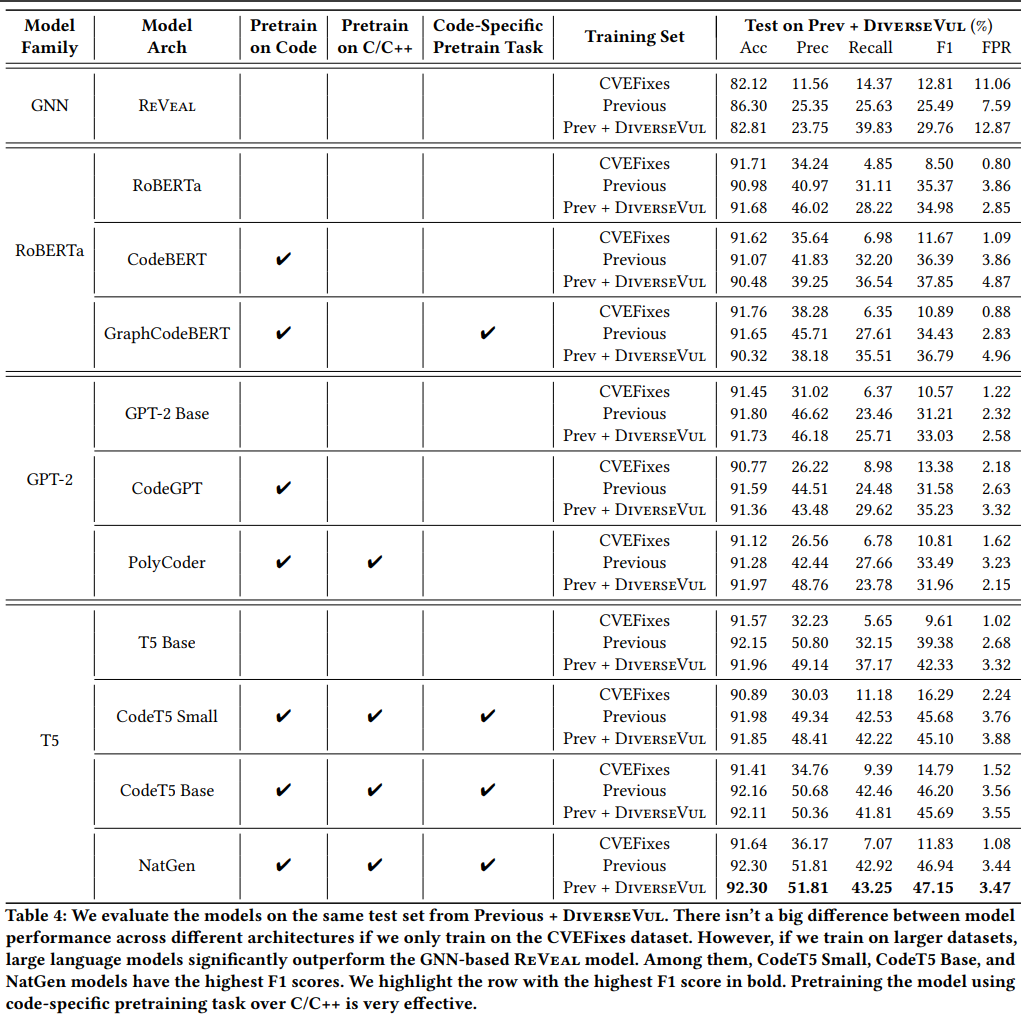 Model Family Model Arch Pretrain on Code Pretrain on C/C++ Code-Specific Pretrain Task Training Set Test on Prev + DIVERSEVUL (%)
Acc Prec Recall F1 FPR
GNN REVEAL
CVEFixes 82.12 11.56 14.37 12.81 11.06
Previous 86.30 25.35 25.63 25.49 7.59
Prev + DIVERSEVUL 82.81 23.75 39.83 29.76 12.87
RoBERTa
RoBERTa
CVEFixes 91.71 34.24 4.85 8.50 0.80
Previous 90.98 40.97 31.11 35.37 3.86
Prev + DIVERSEVUL 91.68 46.02 28.22 34.98 2.85
CodeBERT ✔
CVEFixes 91.62 35.64 6.98 11.67 1.09
Previous 91.07 41.83 32.20 36.39 3.86
Prev + DIVERSEVUL 90.48 39.25 36.54 37.85 4.87
GraphCodeBERT ✔ ✔
CVEFixes 91.76 38.28 6.35 10.89 0.88
Previous 91.65 45.71 27.61 34.43 2.83
Prev + DIVERSEVUL 90.32 38.18 35.51 36.79 4.96
GPT-2
GPT-2 Base
CVEFixes 91.45 31.02 6.37 10.57 1.22
Previous 91.80 46.62 23.46 31.21 2.32
Prev + DIVERSEVUL 91.73 46.18 25.71 33.03 2.58
CodeGPT ✔
CVEFixes 90.77 26.22 8.98 13.38 2.18
Previous 91.59 44.51 24.48 31.58 2.63
Prev + DIVERSEVUL 91.36 43.48 29.62 35.23 3.32
PolyCoder ✔ ✔
CVEFixes 91.12 26.56 6.78 10.81 1.62
Previous 91.28 42.44 27.66 33.49 3.23
Prev + DIVERSEVUL 91.97 48.76 23.78 31.96 2.15
T5
T5 Base
CVEFixes 91.57 32.23 5.65 9.61 1.02
Previous 92.15 50.80 32.15 39.38 2.68
Prev + DIVERSEVUL 91.96 49.14 37.17 42.33 3.32
CodeT5 Small ✔ ✔ ✔
CVEFixes 90.89 30.03 11.18 16.29 2.24
Previous 91.98 49.34 42.53 45.68 3.76
Prev + DIVERSEVUL 91.85 48.41 42.22 45.10 3.88
CodeT5 Base ✔ ✔ ✔
CVEFixes 91.41 34.76 9.39 14.79 1.52
Previous 92.16 50.68 42.46 46.20 3.56
Prev + DIVERSEVUL 92.11 50.36 41.81 45.69 3.55
NatGen ✔ ✔ ✔
CVEFixes 91.64 36.17 7.07 11.83 1.08
Previous 92.30 51.81 42.92 46.94 3.44
Prev + DIVERSEVUL 92.30 51.81 43.25 47.15 3.47
Table 4: We evaluate the models on the same test set from Previous + DIVERSEVUL. There isn't a big difference between model
performance across different architectures if we only train on the CVEFixes dataset. However, if we train on larger datasets,
large language models significantly outperform the GNN-based REVEAL model. Among them, CodeT5 Small, CodeT5 Base, and
NatGen models have the highest F1 scores. We highlight the row with the highest F1 score in bold. Pretraining the model using
code-specific pretraining task over C/C++ is very effective.